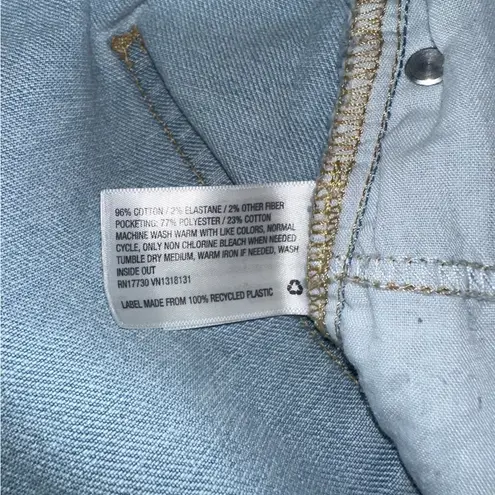 96% COTTON / 2% ELASTANE / 2% OTHER FIBER
POCKETING: 77% POLYESTER / 23% COTTON
MACHINE WASH WARM WITH LIKE COLORS, NORMAL
CYCLE, ONLY NON CHLORINE BLEACH WHEN NEEDED
TUMBLE DRY MEDIUM, WARM IRON IF NEEDED, WASH
INSIDE OUT
RN17730 VN1318131
LABEL MADE FROM 100% RECYCLED PLASTIC